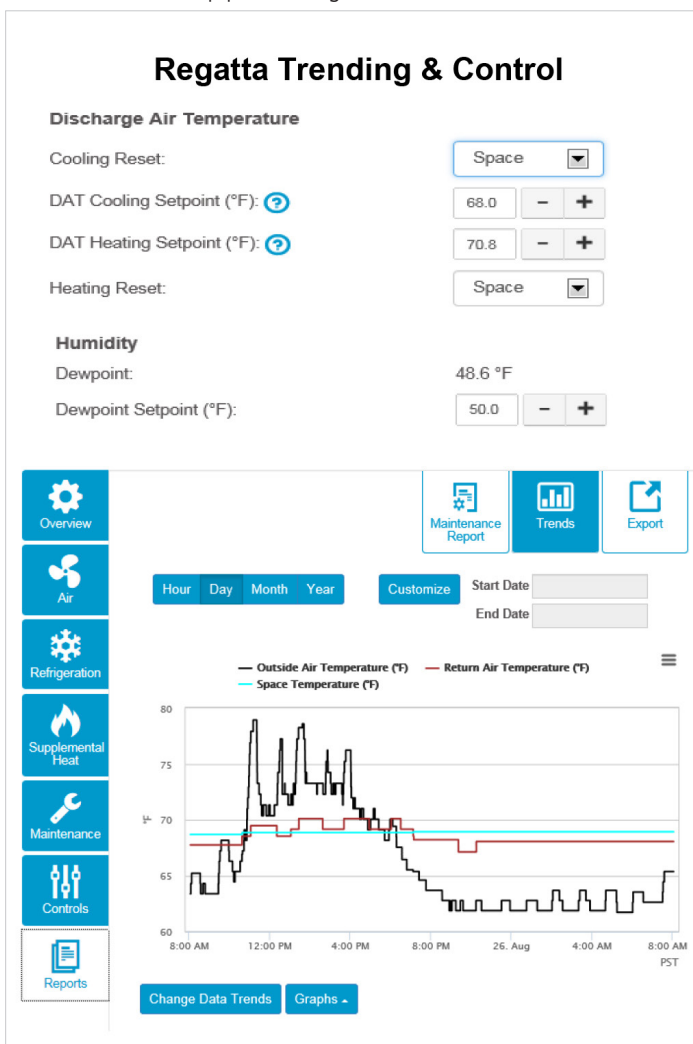 Regatta Trending & Control
Discharge Air Temperature
Cooling Reset: Space
DAT Cooling Setpoint (°F): ? 68.0 − +
DAT Heating Setpoint (°F): ? 70.8 − +
Heating Reset: Space
Humidity
Dewpoint: 48.6 °F
Dewpoint Setpoint (°F): 50.0 − +
Overview
Air
Refrigeration
Supplemental
Heat
Maintenance
Controls
Reports
Maintenance
Report
Trends
Export
Hour Day Month Year
Customize
Start Date
End Date
Outside Air Temperature (°F) Return Air Temperature (°F)
Space Temperature (°F)
80
75
70
65
60
°F
8:00 AM 12:00 PM 4:00 PM 8:00 PM 26. Aug 4:00 AM 8:00 AM
PST
Change Data Trends Graphs